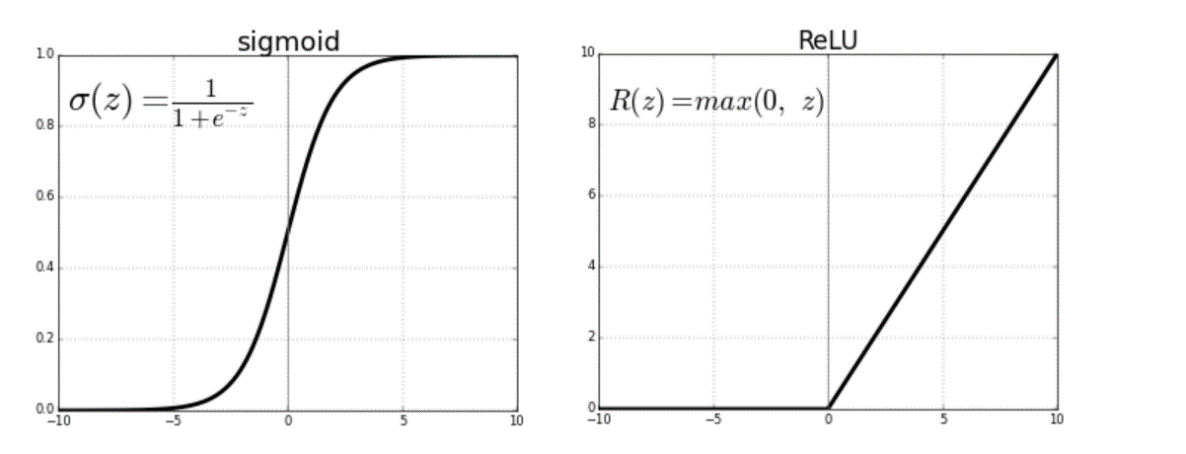 sigmoid
1.0
σ(z) = 1 / (1 + e^{-z})
0.8
0.6
0.4
0.2
0.0
−10 −5 0 5 10
ReLU
10
R(z) = max(0, z)
8
6
4
2
0
−10 −5 0 5 10